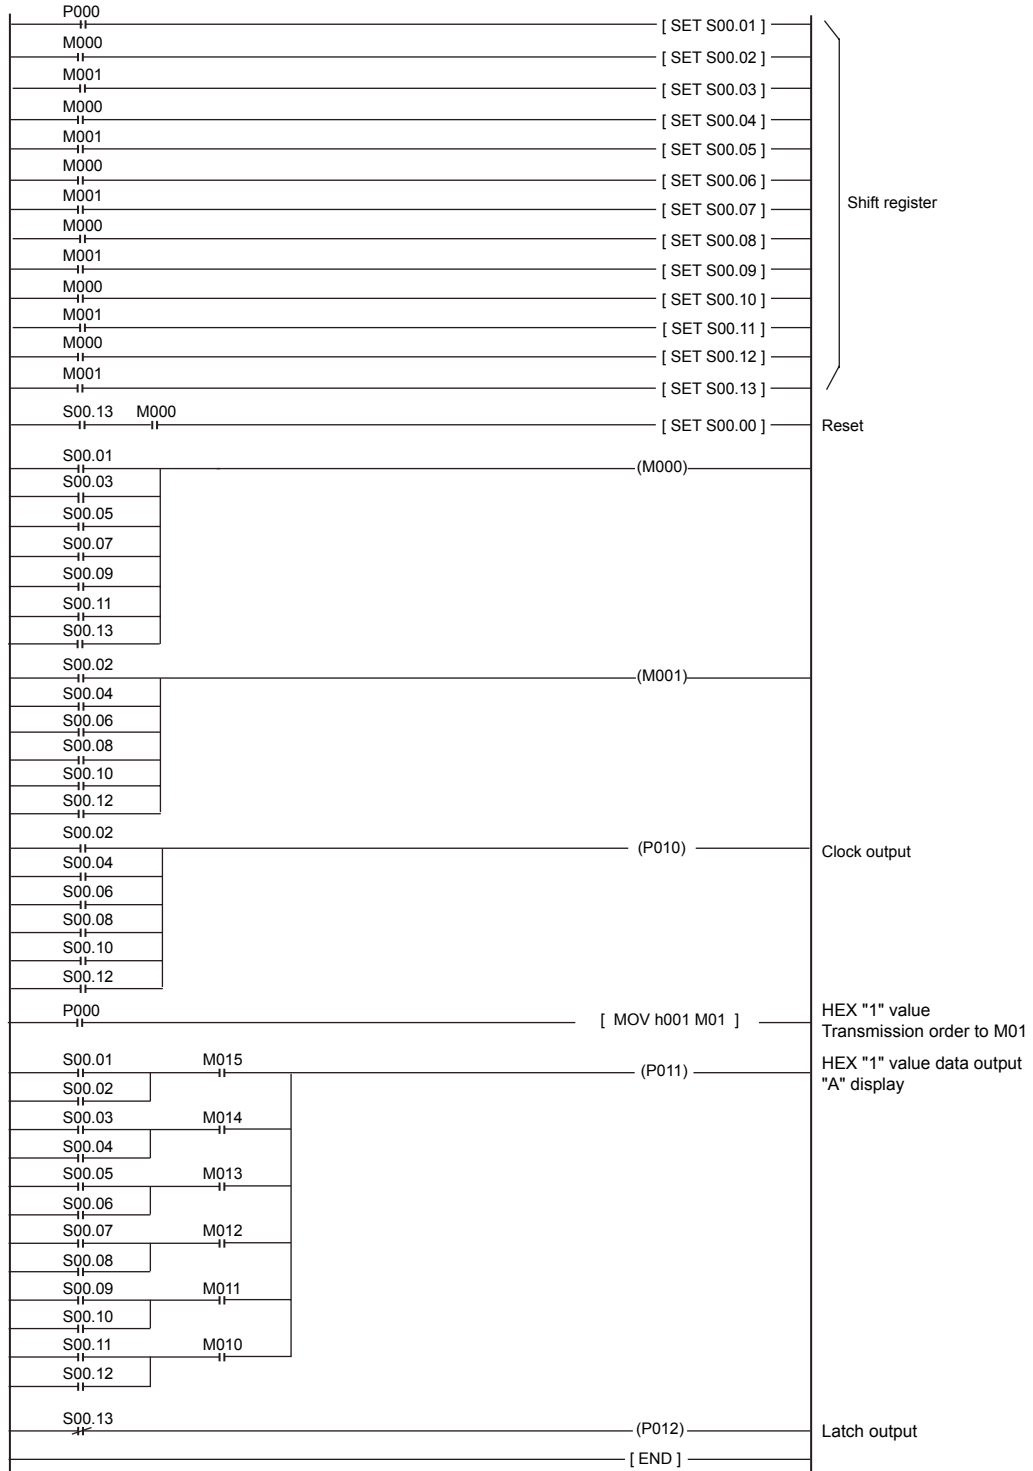 P000
[ SET S00.01 ]
M000
[ SET S00.02 ]
M001
[ SET S00.03 ]
M000
[ SET S00.04 ]
M001
[ SET S00.05 ]
M000
[ SET S00.06 ]
M001
[ SET S00.07 ]
Shift register
M000
[ SET S00.08 ]
M001
[ SET S00.09 ]
M000
[ SET S00.10 ]
M001
[ SET S00.11 ]
M000
[ SET S00.12 ]
M001
[ SET S00.13 ]
S00.13 M000
[ SET S00.00 ] Reset
S00.01
(M000)
S00.03
S00.05
S00.07
S00.09
S00.11
S00.13
S00.02
(M001)
S00.04
S00.06
S00.08
S00.10
S00.12
S00.02
(P010) Clock output
S00.04
S00.06
S00.08
S00.10
S00.12
P000
[ MOV h001 M01 ]
HEX "1" value
Transmission order to M01
S00.01 M015
(P011)
HEX "1" value data output
"A" display
S00.02
S00.03 M014
S00.04
S00.05 M013
S00.06
S00.07 M012
S00.08
S00.09 M011
S00.10
S00.11 M010
S00.12
S00.13
(P012) Latch output
[ END ]